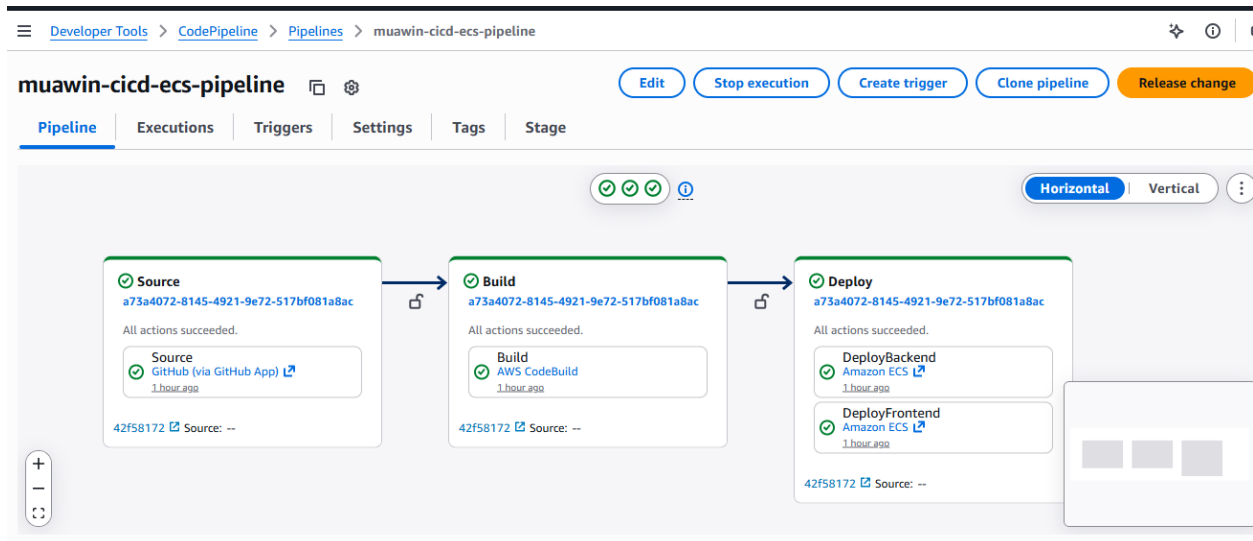 Developer Tools > CodePipeline > Pipelines > muawin-cicd-ecs-pipeline
muawin-cicd-ecs-pipeline
Edit
Stop execution
Create trigger
Clone pipeline
Release change
Pipeline
Executions
Triggers
Settings
Tags
Stage
Horizontal
Vertical
Source
a73a4072-8145-4921-9e72-517bf081a8ac
All actions succeeded.
Source
GitHub (via GitHub App)
1 hour ago
42f58172 Source: --
Build
a73a4072-8145-4921-9e72-517bf081a8ac
All actions succeeded.
Build
AWS CodeBuild
1 hour ago
42f58172 Source: --
Deploy
a73a4072-8145-4921-9e72-517bf081a8ac
All actions succeeded.
DeployBackend
Amazon ECS
1 hour ago
DeployFrontend
Amazon ECS
1 hour ago
42f58172 Source: --